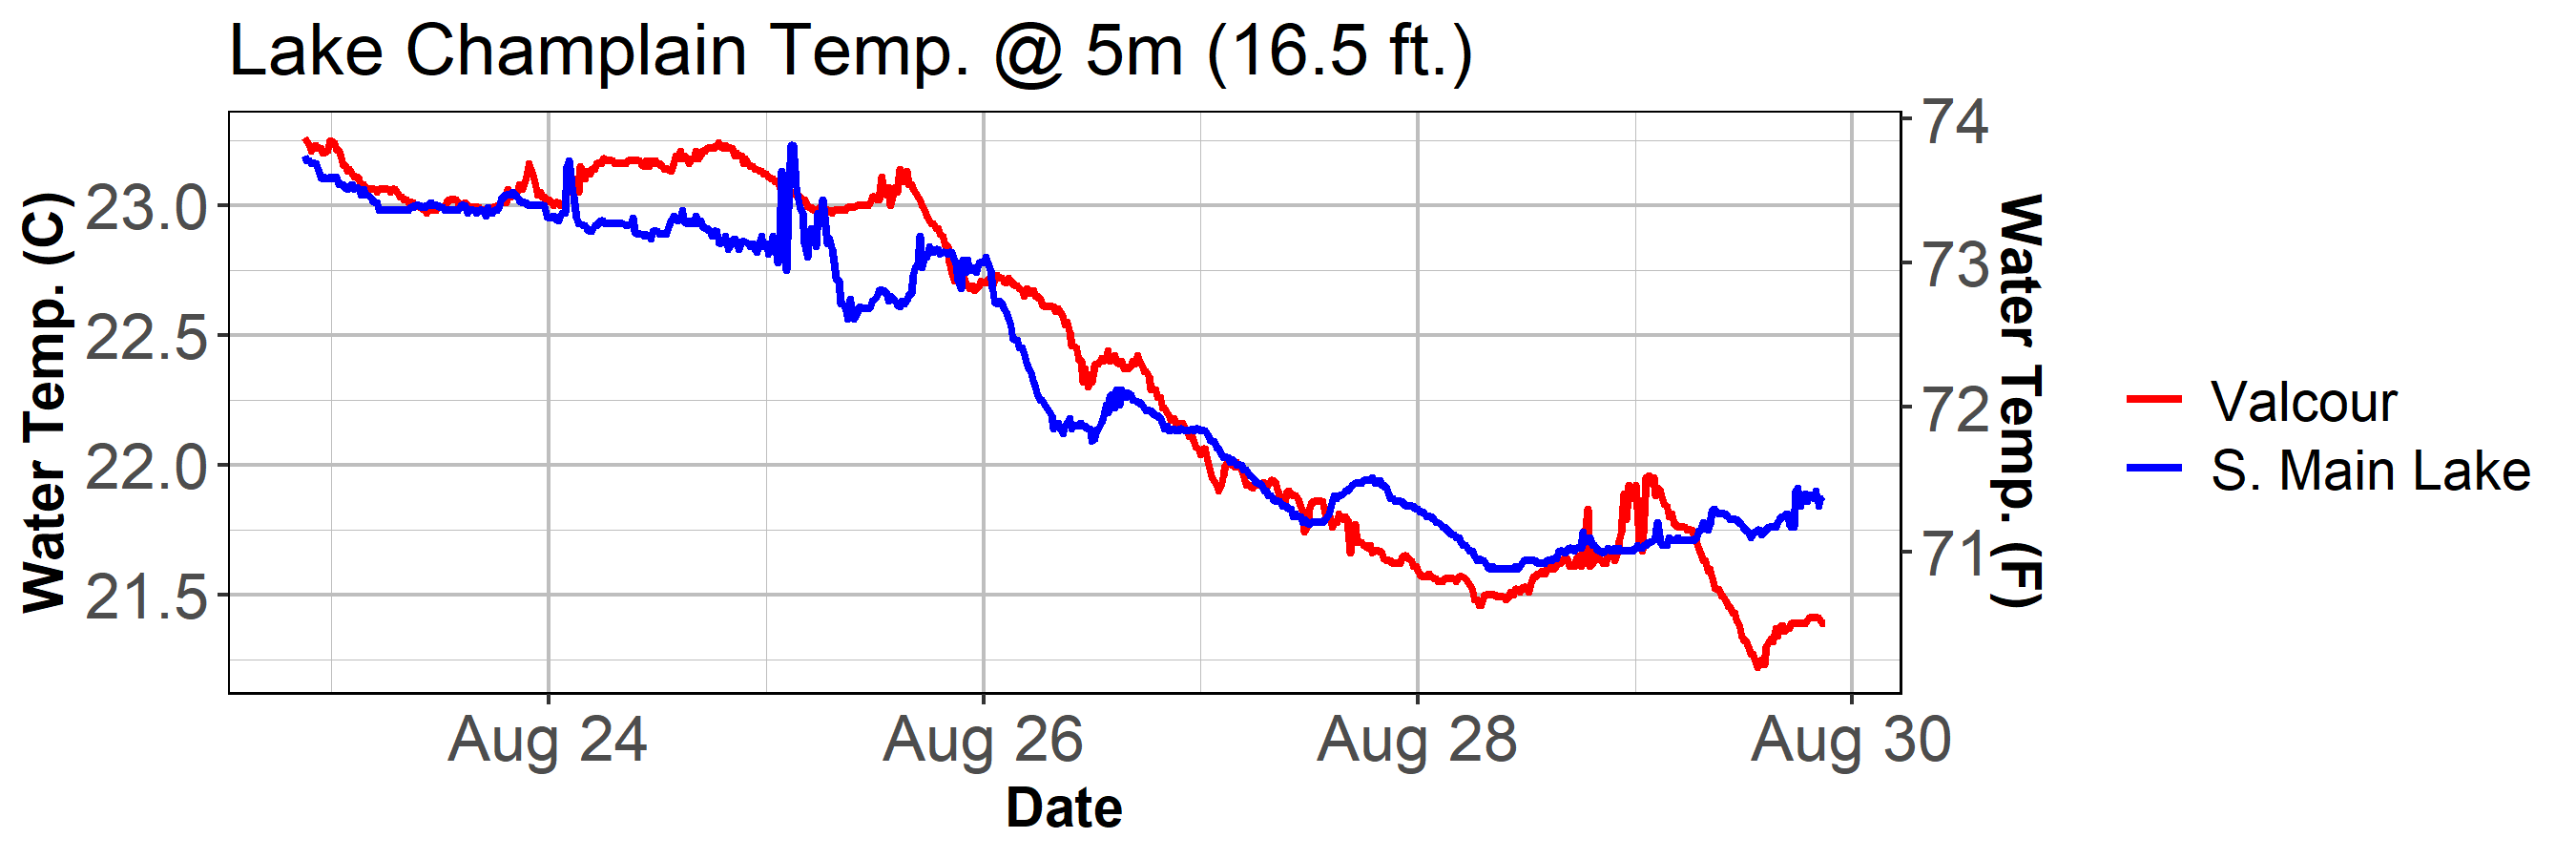 Lake Champlain Temp. @ 5m (16.5 ft.)
Water Temp. (C)
23.0
22.5
22.0
21.5
74
73
72
71
Water Temp. (F)
Aug 24
Aug 26
Aug 28
Aug 30
Date
Valcour
S. Main Lake